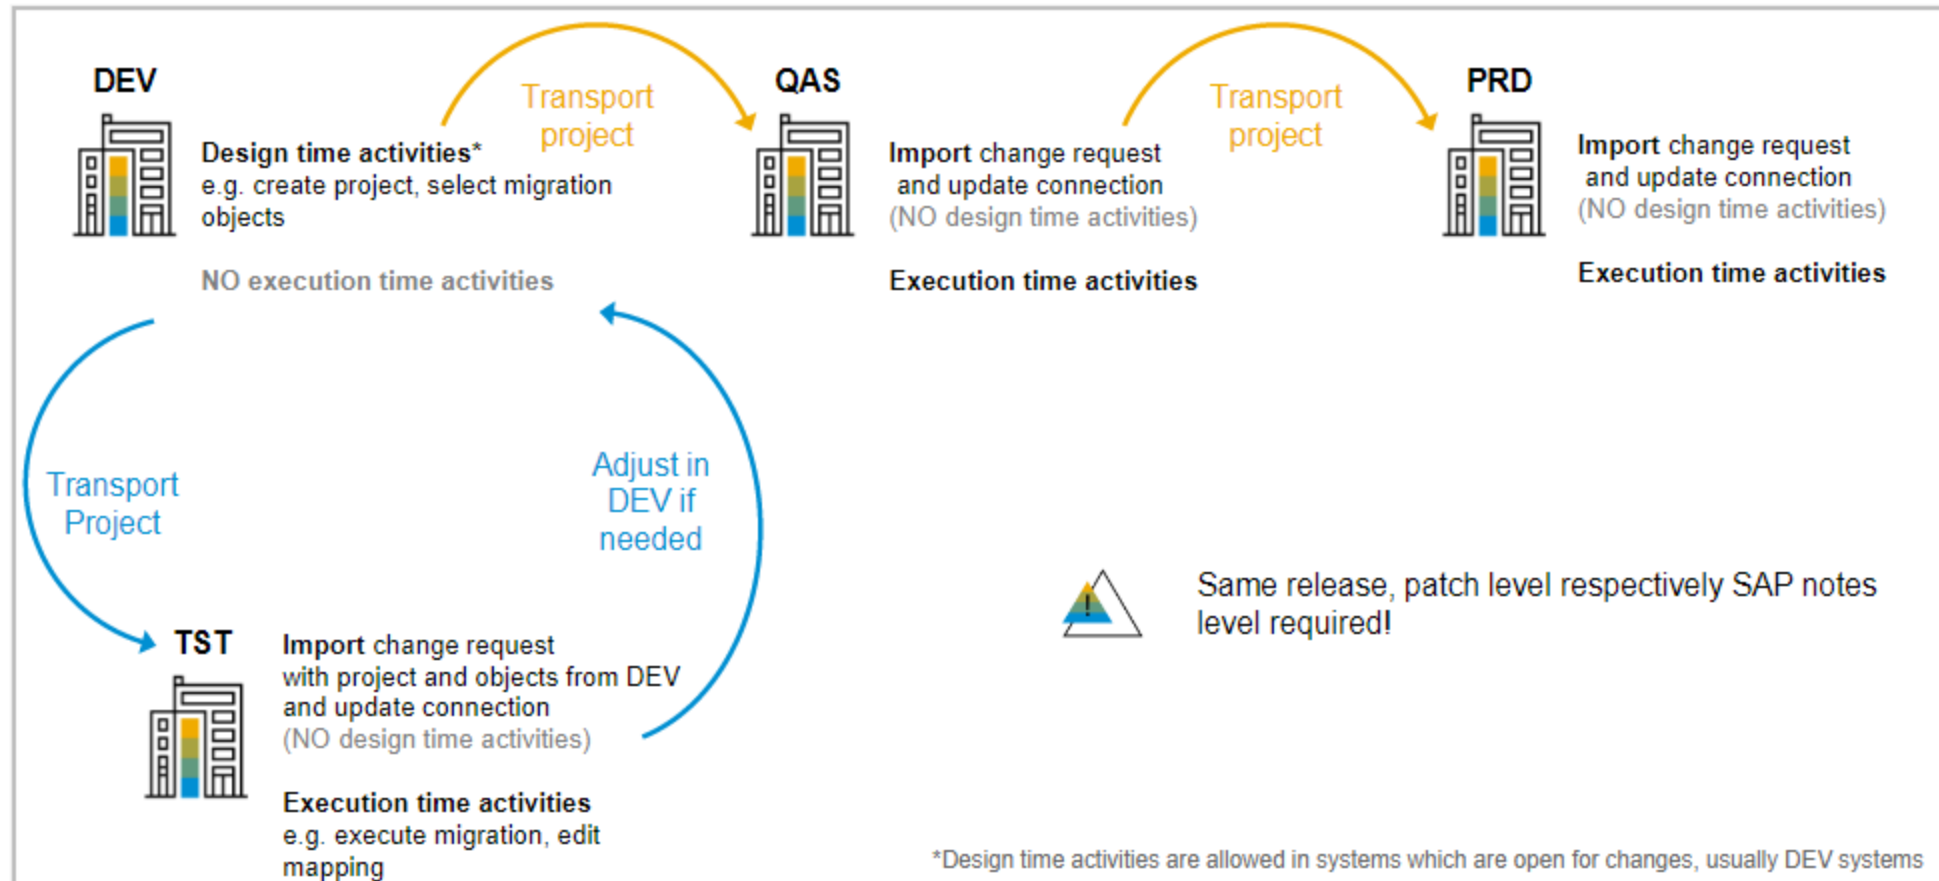 DEV
Design time activities*
e.g. create project, select migration
objects
NO execution time activities
Transport
project
QAS
Import change request
and update connection
(NO design time activities)
Execution time activities
Transport
project
PRD
Import change request
and update connection
(NO design time activities)
Execution time activities
Transport
Project
Adjust in
DEV if
needed
TST
Import change request
with project and objects from DEV
and update connection
(NO design time activities)
Execution time activities
e.g. execute migration, edit
mapping
!
Same release, patch level respectively SAP notes
level required!
*Design time activities are allowed in systems which are open for changes, usually DEV systems